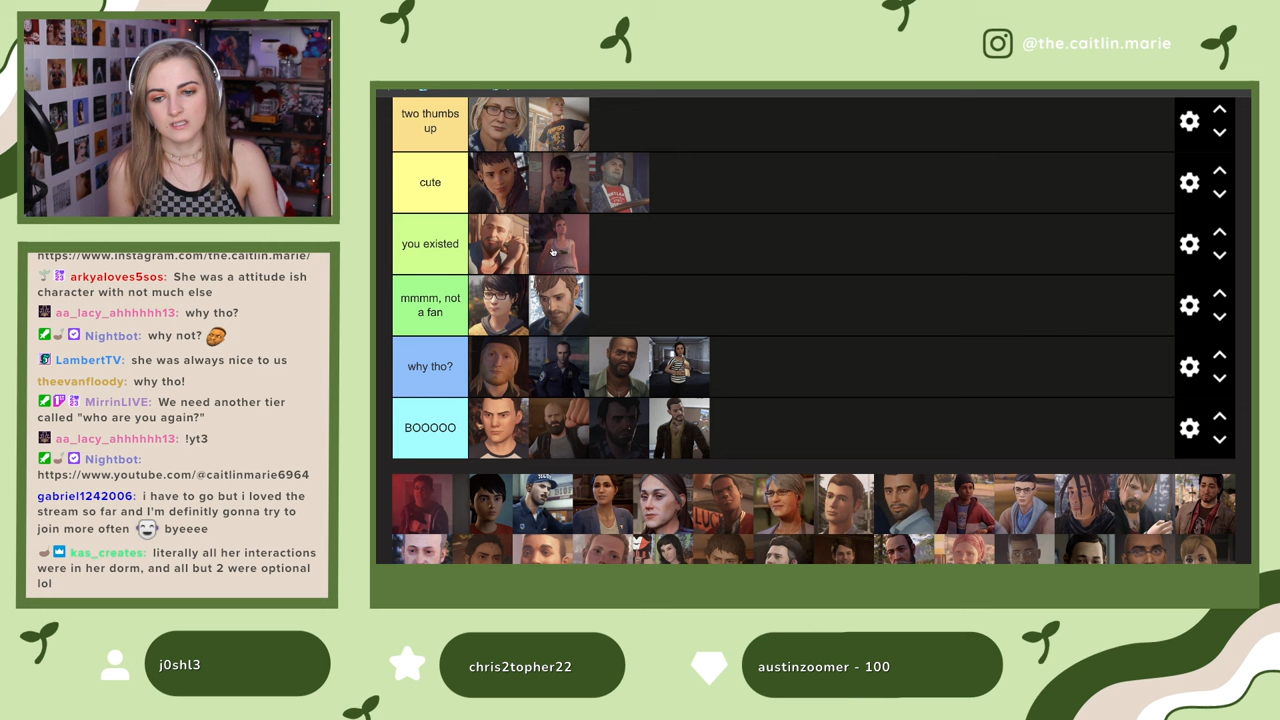 @the.caitlin.marie
two thumbs
up
cute
you existed
mmmm, not
a fan
why tho?
BOOOOO
https://www.instagram.com/the.caitlin.marie/
arkyaloves5sos: She was a attitude ish
character with not much else
aa_lacy_ahhhhhh13: why tho?
Nightbot: why not?
LambertTV: she was always nice to us
theevanfloody: why tho!
MirrinLIVE: We need another tier
called "who are you again?"
aa_lacy_ahhhhhh13: !yt3
Nightbot:
https://www.youtube.com/@caitlinmarie6964
gabriel1242006: i have to go but i loved the
stream so far and I'm definitly gonna try to
join more often byeeee
kas_creates: literally all her interactions
were in her dorm, and all but 2 were optional
lol
j0shl3
chris2topher22
austinzoomer - 100